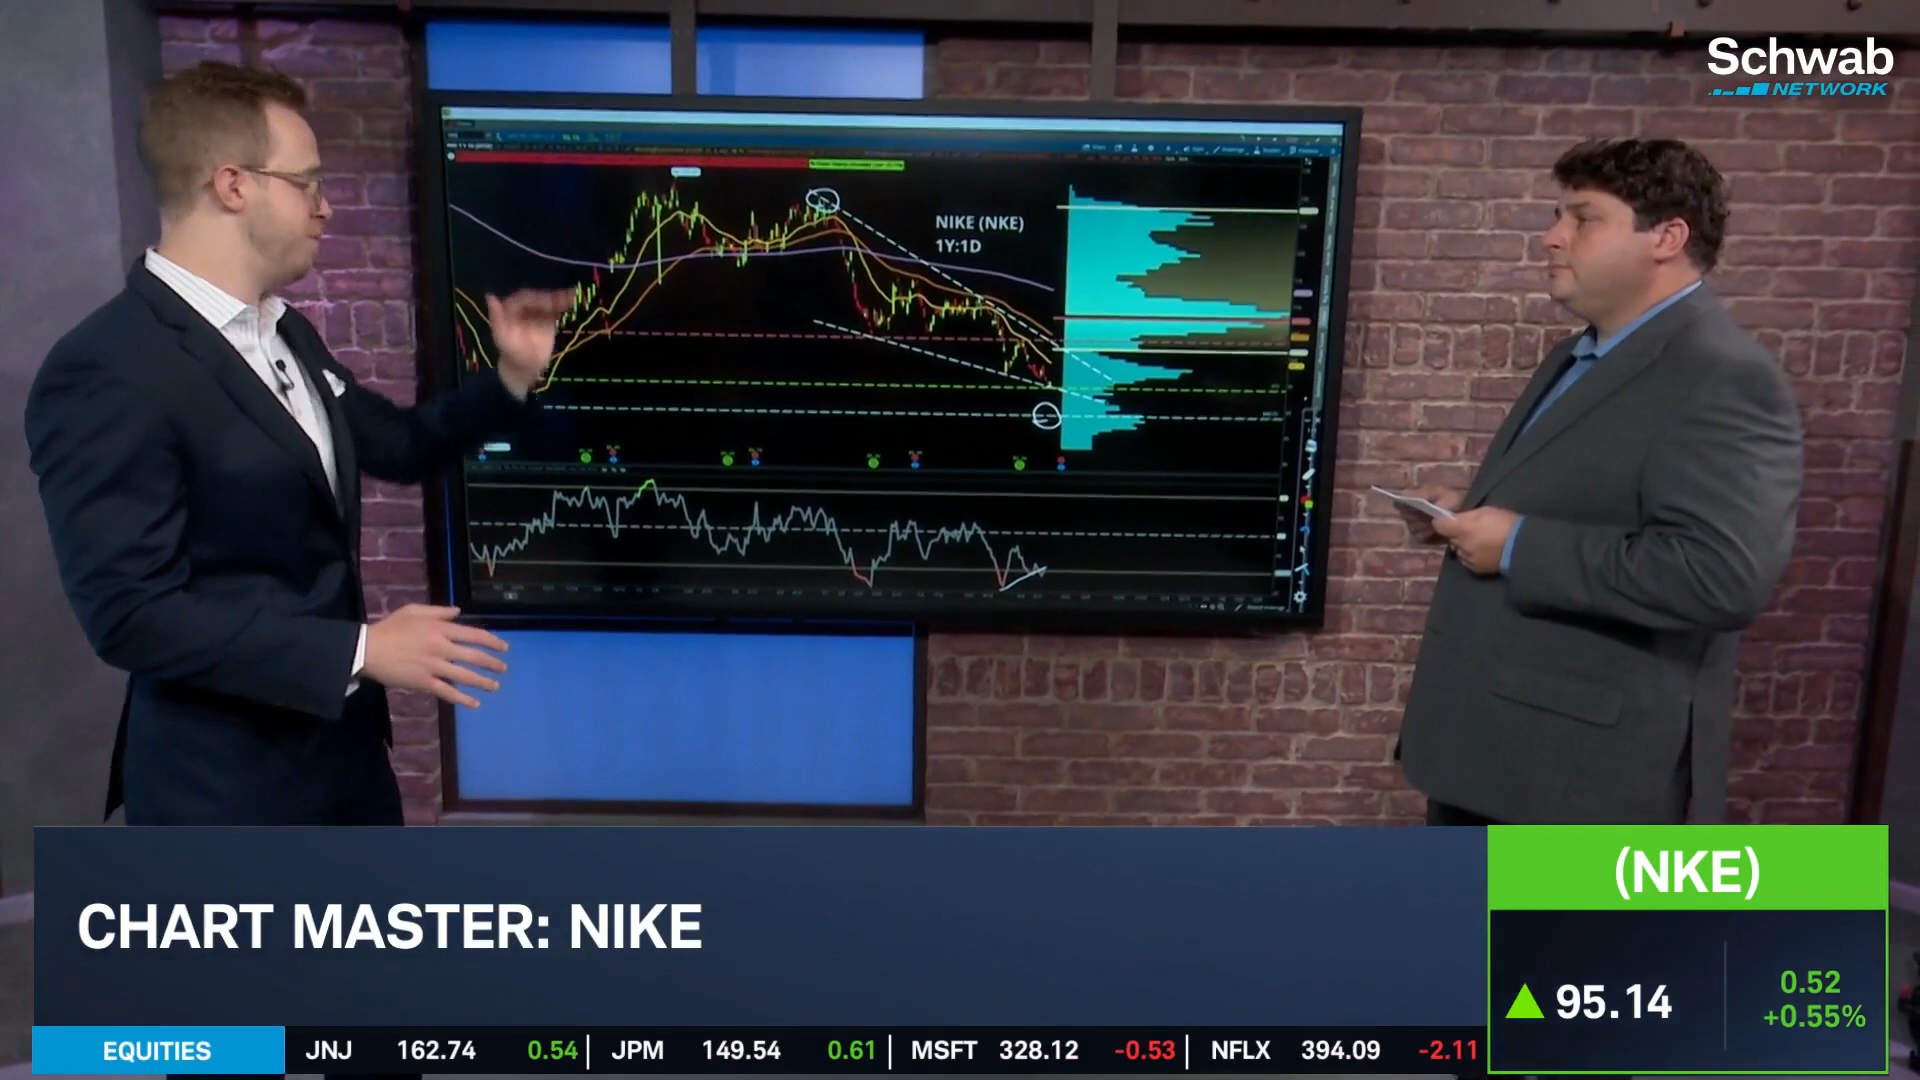 Schwab
NETWORK
NIKE (NKE)
1Y:1D
CHART MASTER: NIKE
(NKE)
95.14
0.52
+0.55%
EQUITIES
JNJ 162.74 0.54 JPM 149.54 0.61 MSFT 328.12 -0.53 NFLX 394.09 -2.11